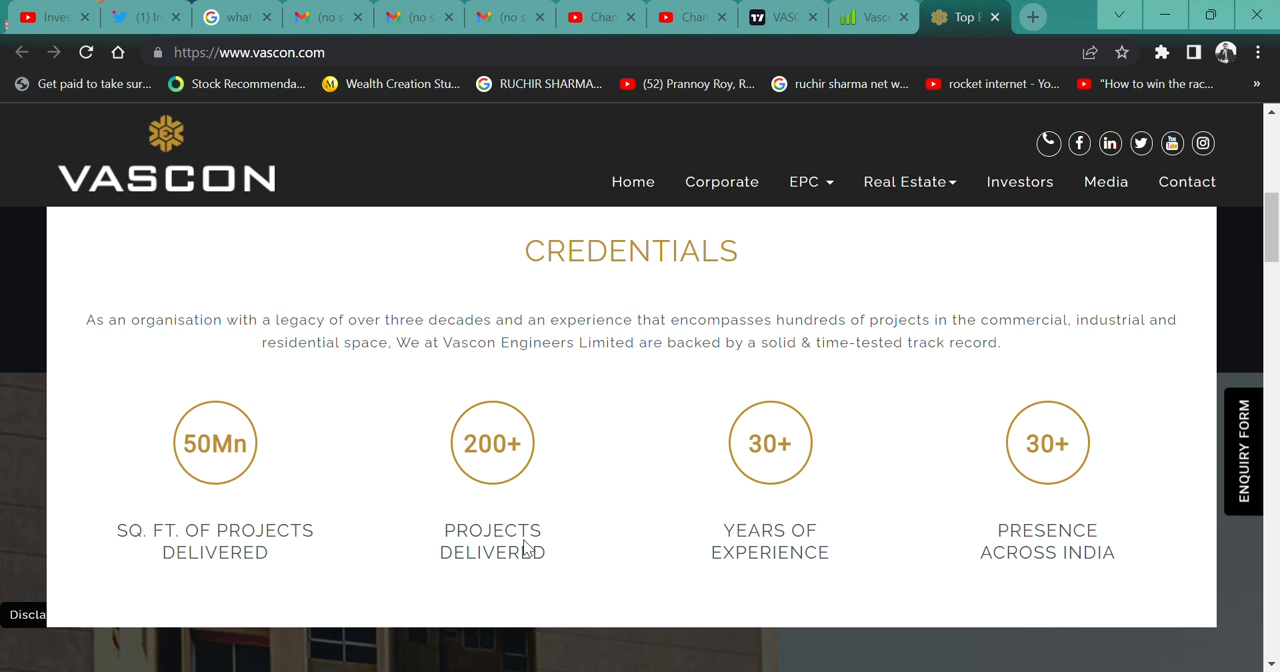 Inves
(1) In
what
(no s
(no s
(no s
Chan
Chan
VASC
Vasc
Top E
https://www.vascon.com
Get paid to take sur...
Stock Recommenda...
Wealth Creation Stu...
RUCHIR SHARMA...
(52) Prannoy Roy, R...
ruchir sharma net w...
rocket internet - Yo...
"How to win the rac...
»
VASCON
Home
Corporate
EPC
Real Estate
Investors
Media
Contact
CREDENTIALS
As an organisation with a legacy of over three decades and an experience that encompasses hundreds of projects in the commercial, industrial and
residential space, We at Vascon Engineers Limited are backed by a solid & time-tested track record.
50Mn
200+
30+
30+
SQ. FT. OF PROJECTS
DELIVERED
PROJECTS
DELIVERED
YEARS OF
EXPERIENCE
PRESENCE
ACROSS INDIA
ENQUIRY FORM
Discla